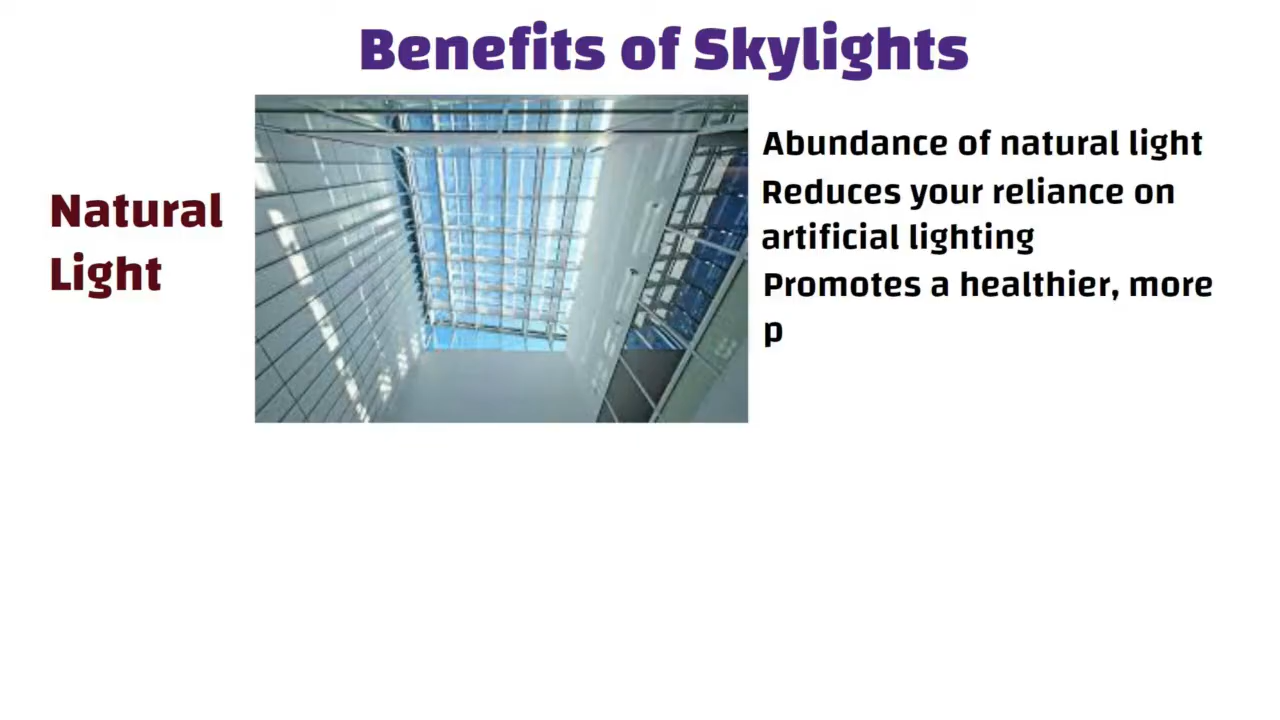 Benefits of Skylights
Natural
Light
Abundance of natural light
Reduces your reliance on
artificial lighting
Promotes a healthier, more
p